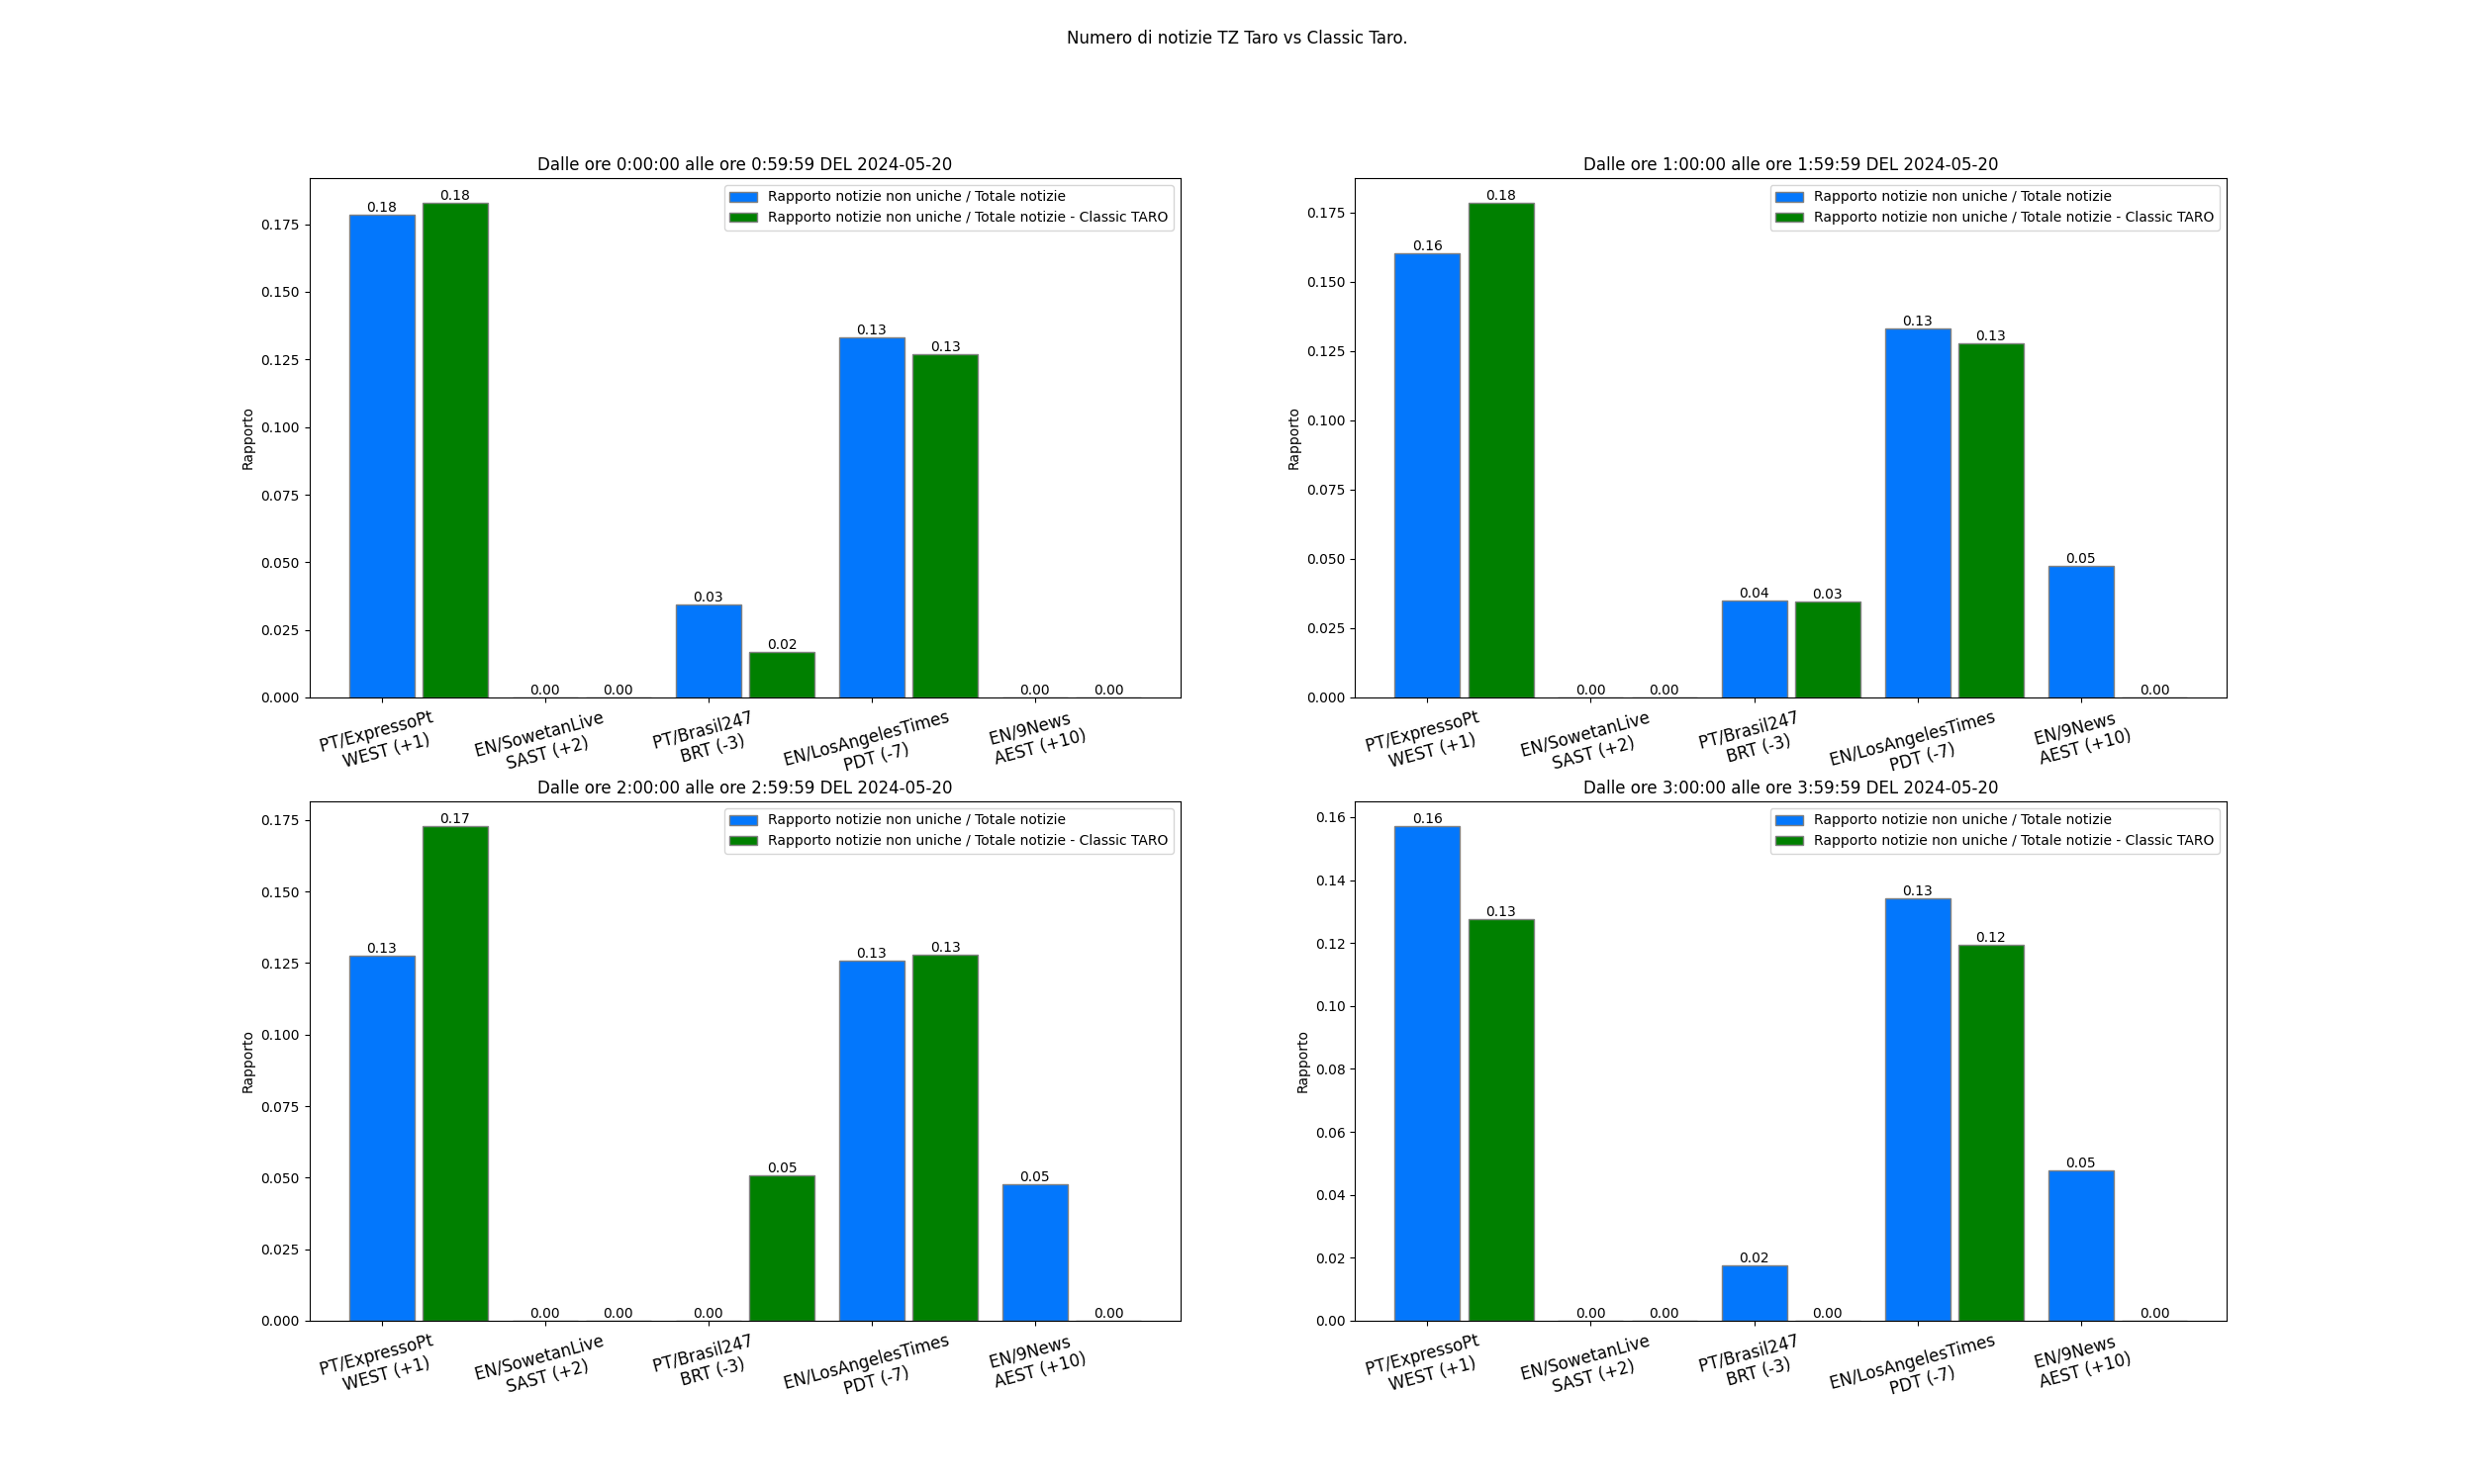 Numero di notizie TZ Taro vs Classic Taro.
Dalle ore 0:00:00 alle ore 0:59:59 DEL 2024-05-20
Rapporto notizie non uniche / Totale notizie
Rapporto notizie non uniche / Totale notizie - Classic TARO
Rapporto
0.175
0.150
0.125
0.100
0.075
0.050
0.025
0.000
0.18
0.18
0.00
0.00
0.03
0.02
0.13
0.13
0.00
0.00
PT/ExpressoPt
WEST (+1)
EN/SowetanLive
SAST (+2)
PT/Brasil247
BRT (-3)
EN/LosAngelesTimes
PDT (-7)
EN/9News
AEST (+10)
Dalle ore 1:00:00 alle ore 1:59:59 DEL 2024-05-20
Rapporto notizie non uniche / Totale notizie
Rapporto notizie non uniche / Totale notizie - Classic TARO
Rapporto
0.175
0.150
0.125
0.100
0.075
0.050
0.025
0.000
0.16
0.18
0.00
0.00
0.04
0.03
0.13
0.13
0.05
0.00
PT/ExpressoPt
WEST (+1)
EN/SowetanLive
SAST (+2)
PT/Brasil247
BRT (-3)
EN/LosAngelesTimes
PDT (-7)
EN/9News
AEST (+10)
Dalle ore 2:00:00 alle ore 2:59:59 DEL 2024-05-20
Rapporto notizie non uniche / Totale notizie
Rapporto notizie non uniche / Totale notizie - Classic TARO
Rapporto
0.175
0.150
0.125
0.100
0.075
0.050
0.025
0.000
0.13
0.17
0.00
0.00
0.00
0.05
0.13
0.13
0.05
0.00
PT/ExpressoPt
WEST (+1)
EN/SowetanLive
SAST (+2)
PT/Brasil247
BRT (-3)
EN/LosAngelesTimes
PDT (-7)
EN/9News
AEST (+10)
Dalle ore 3:00:00 alle ore 3:59:59 DEL 2024-05-20
Rapporto notizie non uniche / Totale notizie
Rapporto notizie non uniche / Totale notizie - Classic TARO
Rapporto
0.16
0.14
0.12
0.10
0.08
0.06
0.04
0.02
0.00
0.16
0.13
0.00
0.00
0.02
0.00
0.13
0.12
0.05
0.00
PT/ExpressoPt
WEST (+1)
EN/SowetanLive
SAST (+2)
PT/Brasil247
BRT (-3)
EN/LosAngelesTimes
PDT (-7)
EN/9News
AEST (+10)